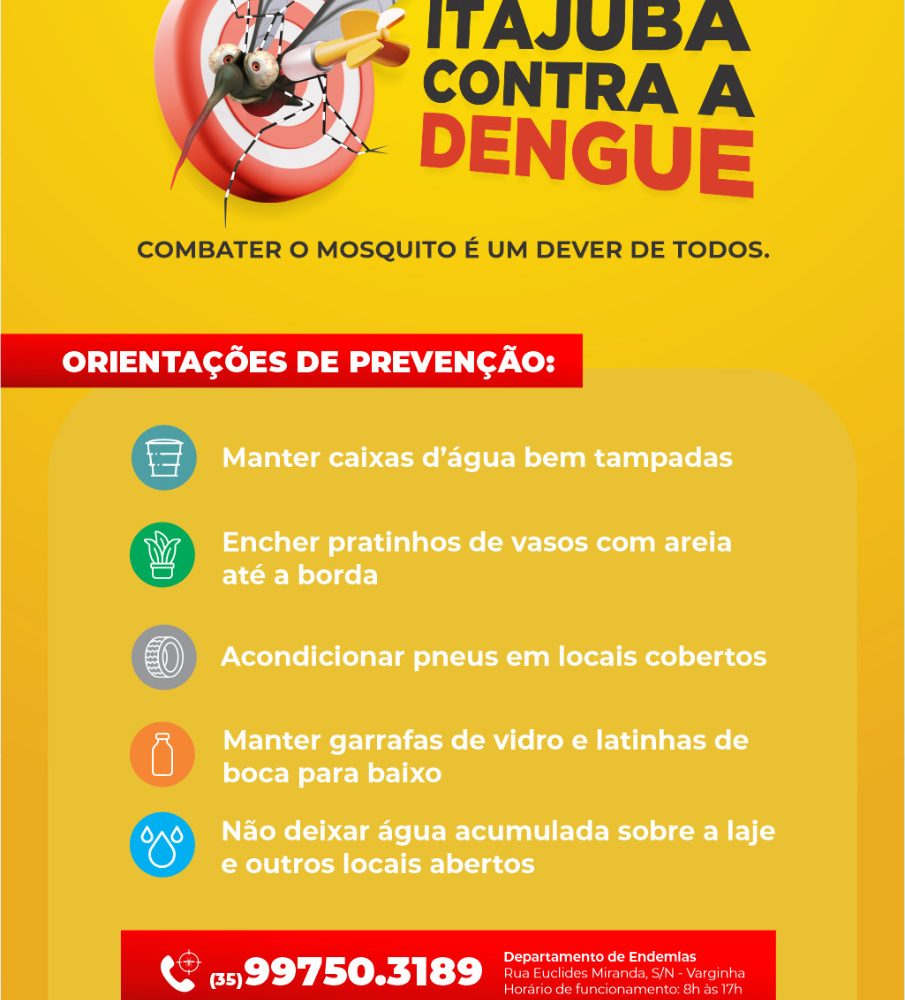 ITAJUBÁ
CONTRA A
DENGUE
COMBATER O MOSQUITO É UM DEVER DE TODOS.
ORIENTAÇÕES DE PREVENÇÃO:
Manter caixas d’água bem tampadas
Encher pratinhos de vasos com areia
até a borda
Acondicionar pneus em locais cobertos
Manter garrafas de vidro e latinhas de
boca para baixo
Não deixar água acumulada sobre a laje
e outros locais abertos
(35)99750.3189
Departamento de Endemlas
Rua Euclides Miranda, S/N - Varginha
Horário de funcionamento: 8h às 17h